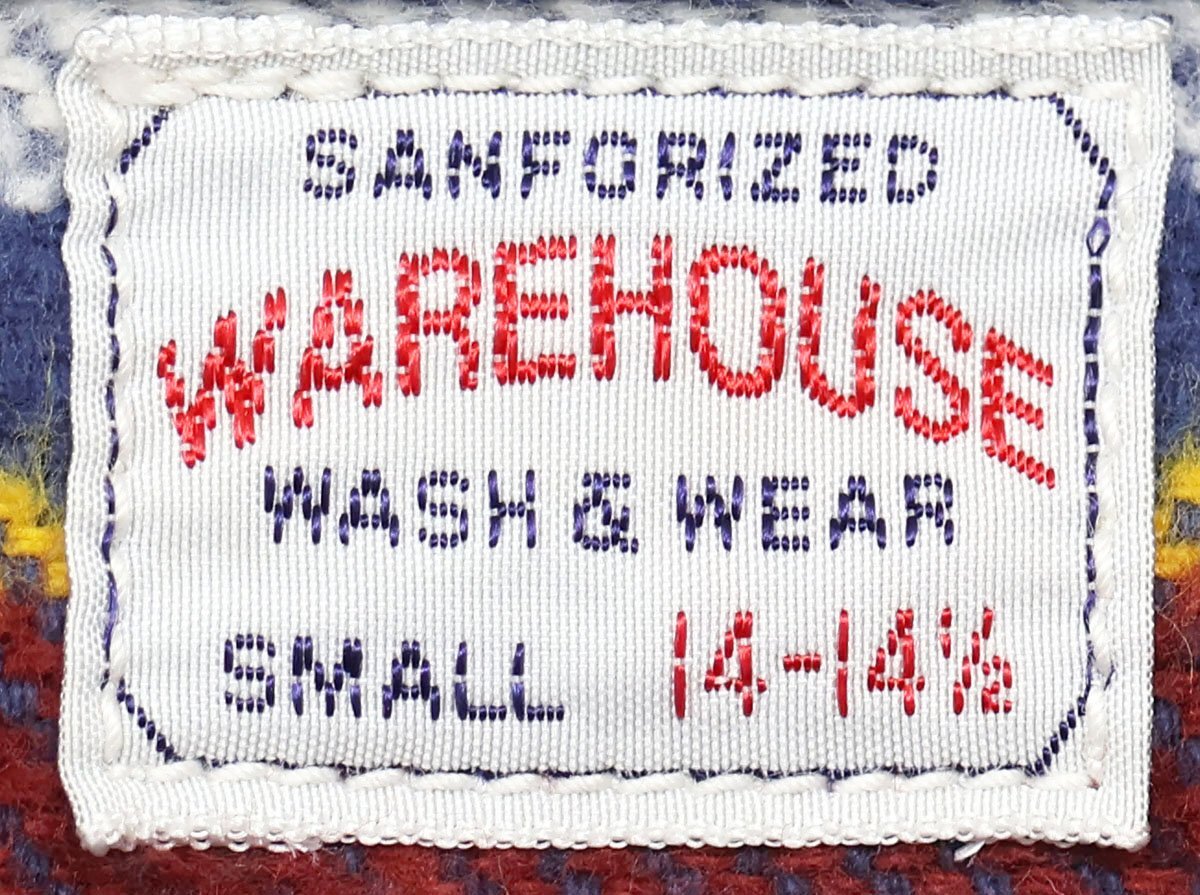 SANFORIZED
WAREHOUSE
WASH & WEAR
SMALL 14-14½